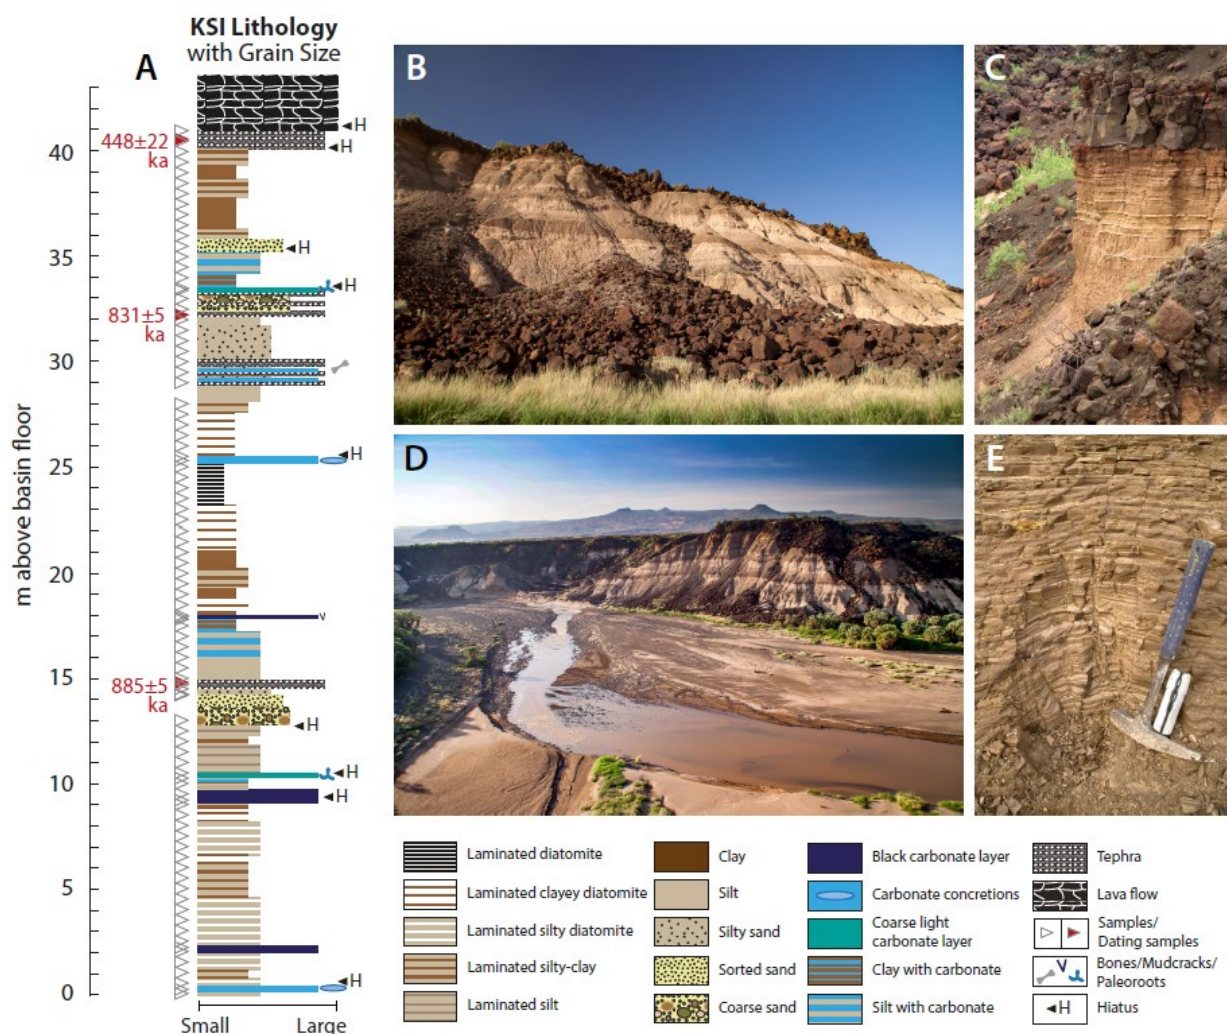 KSI Lithology
with Grain Size
A
B
C
D
E
m above basin floor
40
35
30
25
20
15
10
5
0
448±22
ka
831±5
ka
885±5
ka
H
H
H
H
H
V
H
H
H
H
Small
Large
Laminated diatomite
Laminated clayey diatomite
Laminated silty diatomite
Laminated silty-clay
Laminated silt
Clay
Silt
Silty sand
Sorted sand
Coarse sand
Black carbonate layer
Carbonate concretions
Coarse light
carbonate layer
Clay with carbonate
Silt with carbonate
Tephra
Lava flow
Samples/
Dating samples
V
Bones/Mudcracks/
Paleoroots
H
Hiatus